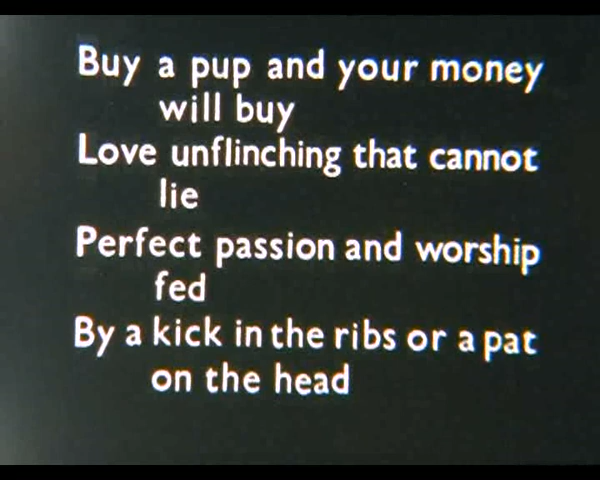 Buy a pup and your money
will buy
Love unflinching that cannot
lie
Perfect passion and worship
fed
By a kick in the ribs or a pat
on the head